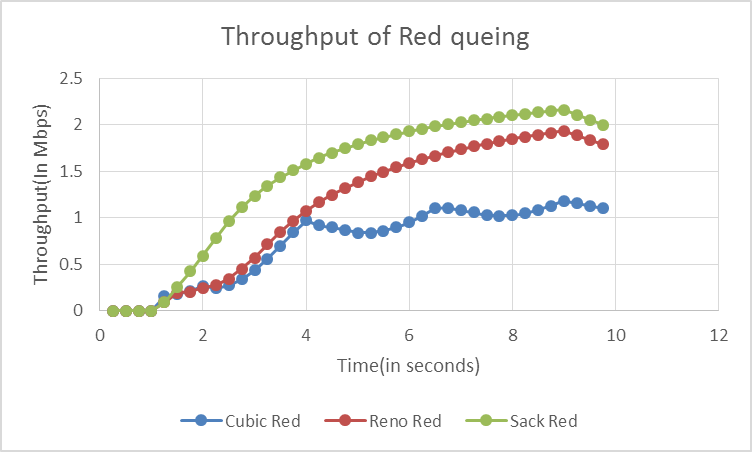 Throughput of Red queing
Throughput(In Mbps)
2.5
2
1.5
1
0.5
0
0 2 4 6 8 10 12
Time(in seconds)
Cubic Red Reno Red Sack Red